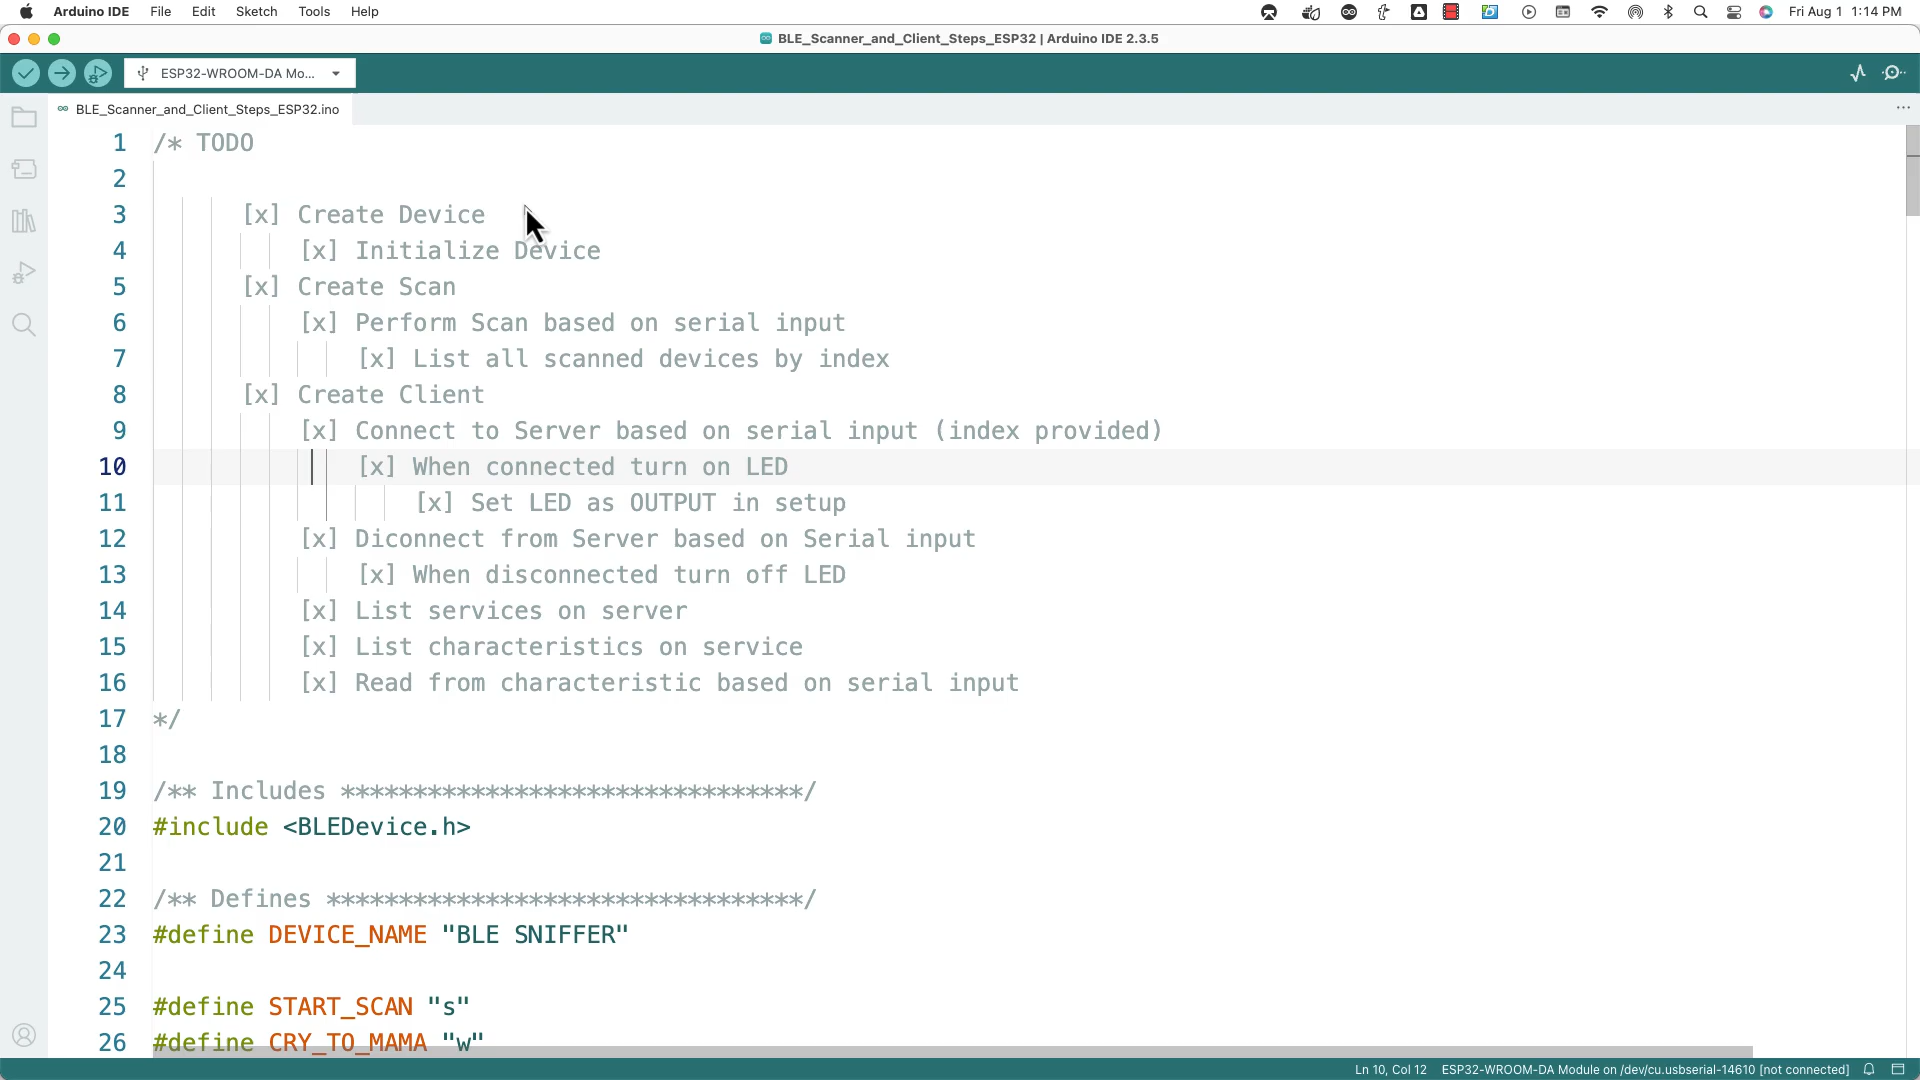 Arduino IDE File Edit Sketch Tools Help Fri Aug 1 1:14 PM
BLE_Scanner_and_Client_Steps_ESP32 | Arduino IDE 2.3.5
ESP32-WROOM-DA Mo...
BLE_Scanner_and_Client_Steps_ESP32.ino
1 /* TODO
2
3 [x] Create Device
4 [x] Initialize Device
5 [x] Create Scan
6 [x] Perform Scan based on serial input
7 [x] List all scanned devices by index
8 [x] Create Client
9 [x] Connect to Server based on serial input (index provided)
10 [x] When connected turn on LED
11 [x] Set LED as OUTPUT in setup
12 [x] Diconnect from Server based on Serial input
13 [x] When disconnected turn off LED
14 [x] List services on server
15 [x] List characteristics on service
16 [x] Read from characteristic based on serial input
17 */
18
19 /** Includes ********************************/
20 #include <BLEDevice.h>
21
22 /** Defines *********************************/
23 #define DEVICE_NAME "BLE SNIFFER"
24
25 #define START_SCAN "s"
26 #define CRY_TO_MAMA "w"
Ln 10, Col 12 ESP32-WROOM-DA Module on /dev/cu.usbserial-14610 [not connected]